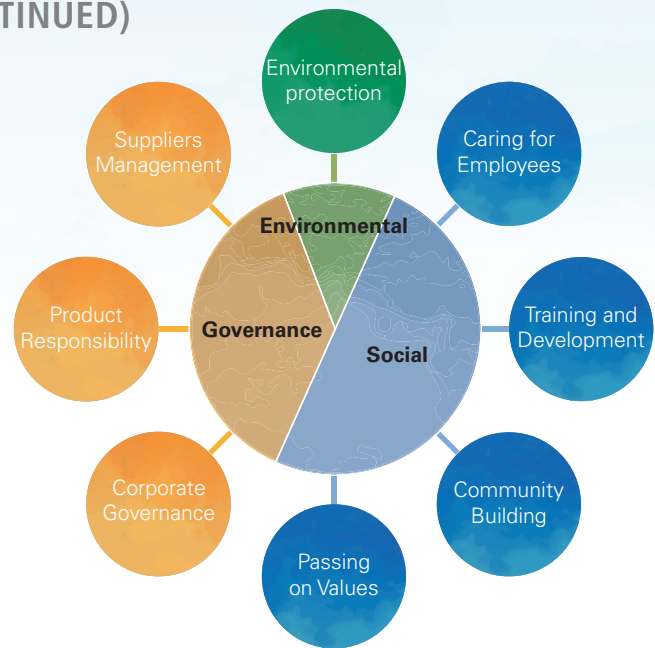 TINUED)
Environmental
protection
Suppliers
Management
Caring for
Employees
Environmental
Product
Responsibility
Governance
Social
Training and
Development
Corporate
Governance
Community
Building
Passing
on Values